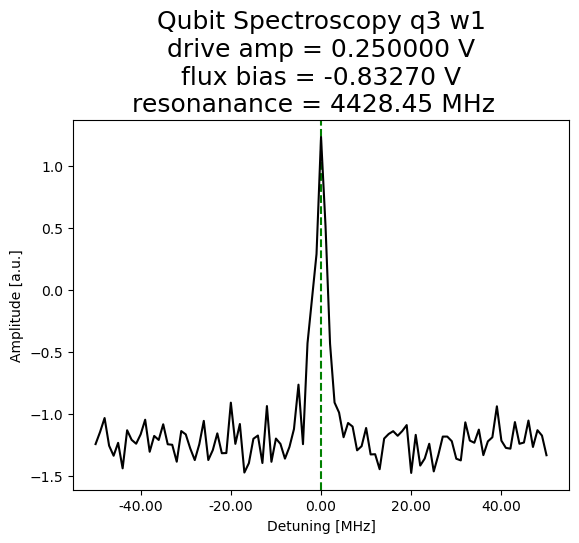 Qubit Spectroscopy q3 w1
drive amp = 0.250000 V
flux bias = -0.83270 V
resonanance = 4428.45 MHz
1.0
0.5
0.0
−0.5
−1.0
−1.5
Amplitude [a.u.]
-40.00
-20.00
0.00
20.00
40.00
Detuning [MHz]